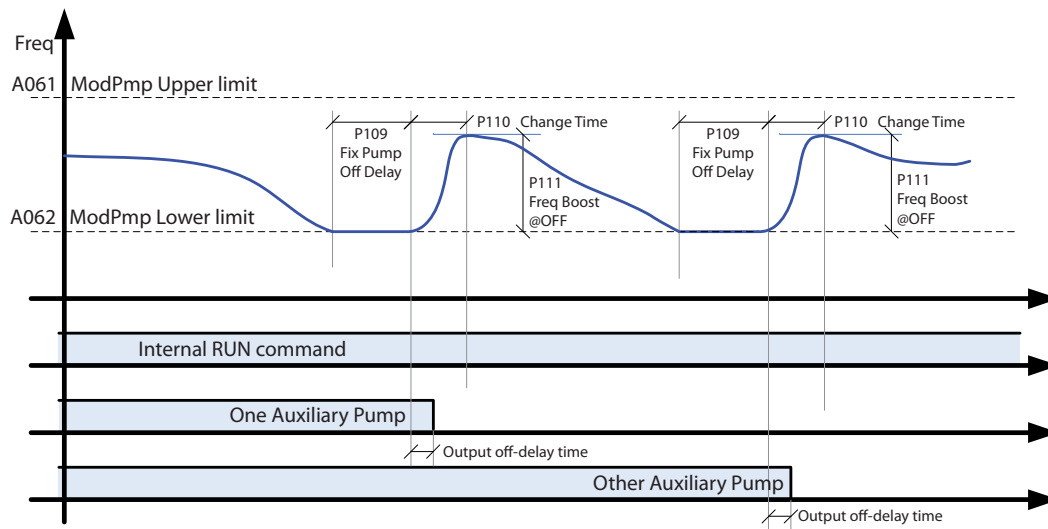 Freq
A061 ModPmp Upper limit
P109
Fix Pump
Off Delay
P110 Change Time
P111
Freq Boost
@OFF
P109
Fix Pump
Off Delay
P110 Change Time
P111
Freq Boost
@OFF
A062 ModPmp Lower limit
Internal RUN command
One Auxiliary Pump
Output off-delay time
Other Auxiliary Pump
Output off-delay time